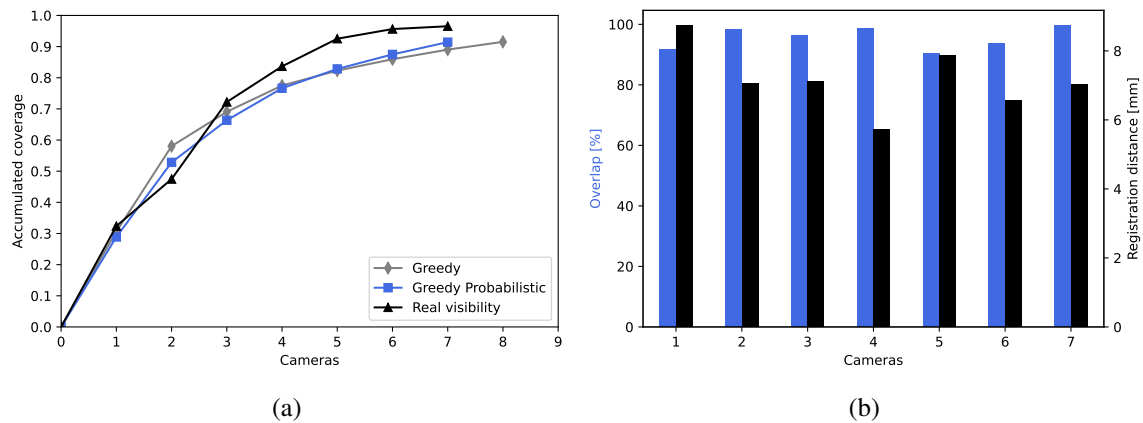 1.0
0.9
0.8
0.7
0.6
0.5
0.4
0.3
0.2
0.1
0.0
Accumulated coverage
0 1 2 3 4 5 6 7 8 9
Cameras
Greedy
Greedy Probabilistic
Real visibility
(a)
100
80
60
40
20
0
Overlap [%]
1 2 3 4 5 6 7
Cameras
8
6
4
2
0
Registration distance [mm]
(b)